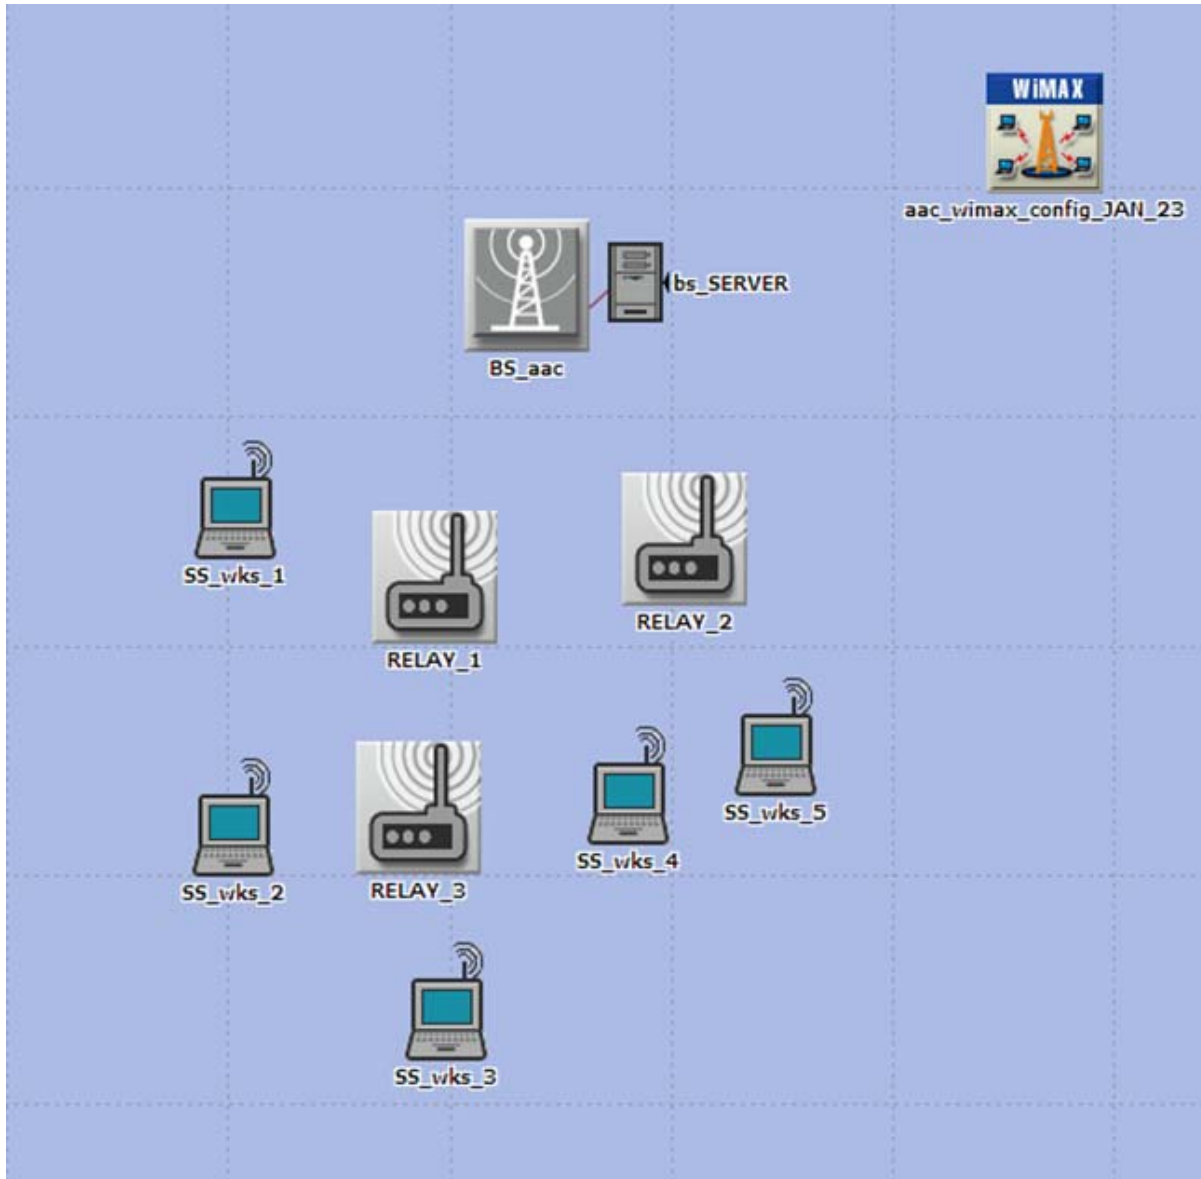 WiMAX
aac_wimax_config_JAN_23
bs_SERVER
BS_aac
SS_wks_1
RELAY_1
RELAY_2
SS_wks_5
SS_wks_4
SS_wks_2
RELAY_3
SS_wks_3